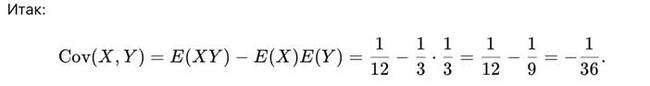 Итак:
Cov(X, Y) = E(XY) − E(X)E(Y) = 1/12 − 1/3 · 1/3 = 1/12 − 1/9 = −1/36.